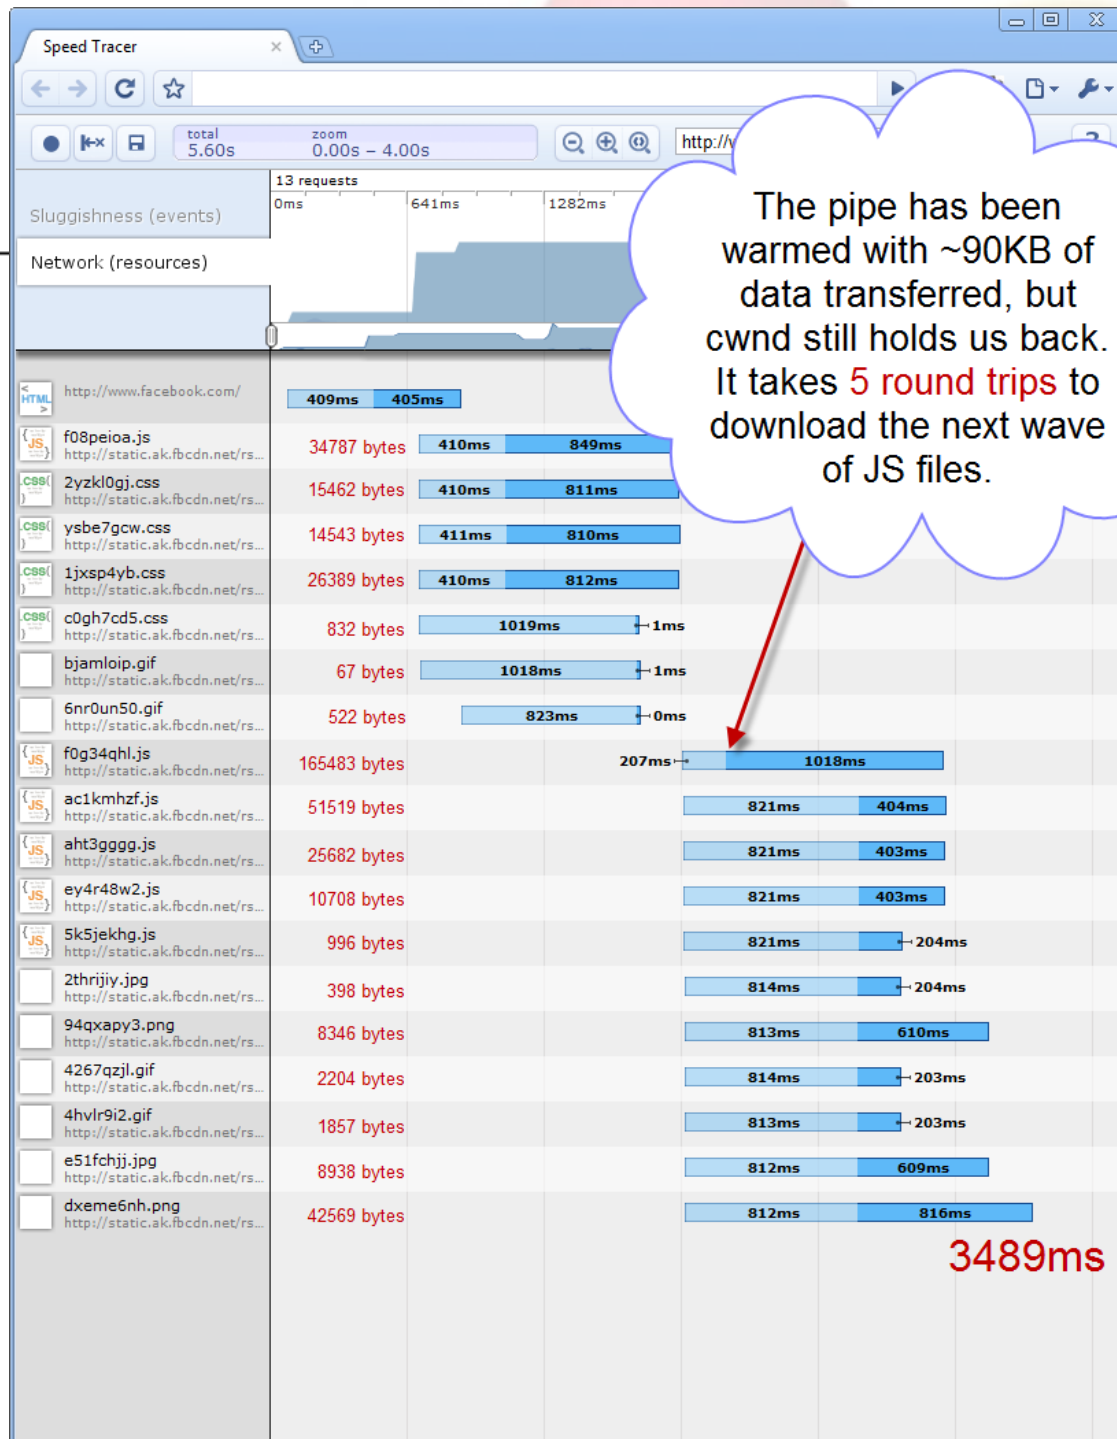 Speed Tracer
total
5.60s
zoom
0.00s – 4.00s
13 requests
0ms 641ms 1282ms
Sluggishness (events)
Network (resources)
The pipe has been
warmed with ~90KB of
data transferred, but
cwnd still holds us back.
It takes 5 round trips to
download the next wave
of JS files.
< HTML >
http://www.facebook.com/
409ms 405ms
{ JS, }
f08peioa.js
http://static.ak.fbcdn.net/rs...
34787 bytes 410ms 849ms
.css{ }
2yzkl0gj.css
http://static.ak.fbcdn.net/rs...
15462 bytes 410ms 811ms
.css{ }
ysbe7gcw.css
http://static.ak.fbcdn.net/rs...
14543 bytes 411ms 810ms
.css{ }
1jxsp4yb.css
http://static.ak.fbcdn.net/rs...
26389 bytes 410ms 812ms
.css{ }
c0gh7cd5.css
http://static.ak.fbcdn.net/rs...
832 bytes 1019ms 1ms
bjamloip.gif
http://static.ak.fbcdn.net/rs...
67 bytes 1018ms 1ms
6nr0un50.gif
http://static.ak.fbcdn.net/rs...
522 bytes 823ms 0ms
{ JS, }
f0g34qhl.js
http://static.ak.fbcdn.net/rs...
165483 bytes 207ms 1018ms
{ JS, }
ac1kmhzf.js
http://static.ak.fbcdn.net/rs...
51519 bytes 821ms 404ms
{ JS, }
aht3gggg.js
http://static.ak.fbcdn.net/rs...
25682 bytes 821ms 403ms
{ JS, }
ey4r48w2.js
http://static.ak.fbcdn.net/rs...
10708 bytes 821ms 403ms
{ JS, }
5k5jekhg.js
http://static.ak.fbcdn.net/rs...
996 bytes 821ms 204ms
2thrijiy.jpg
http://static.ak.fbcdn.net/rs...
398 bytes 814ms 204ms
94qxapy3.png
http://static.ak.fbcdn.net/rs...
8346 bytes 813ms 610ms
4267qzjl.gif
http://static.ak.fbcdn.net/rs...
2204 bytes 814ms 203ms
4hvlr9i2.gif
http://static.ak.fbcdn.net/rs...
1857 bytes 813ms 203ms
e51fchjj.jpg
http://static.ak.fbcdn.net/rs...
8938 bytes 812ms 609ms
dxeme6nh.png
http://static.ak.fbcdn.net/rs...
42569 bytes 812ms 816ms
3489ms